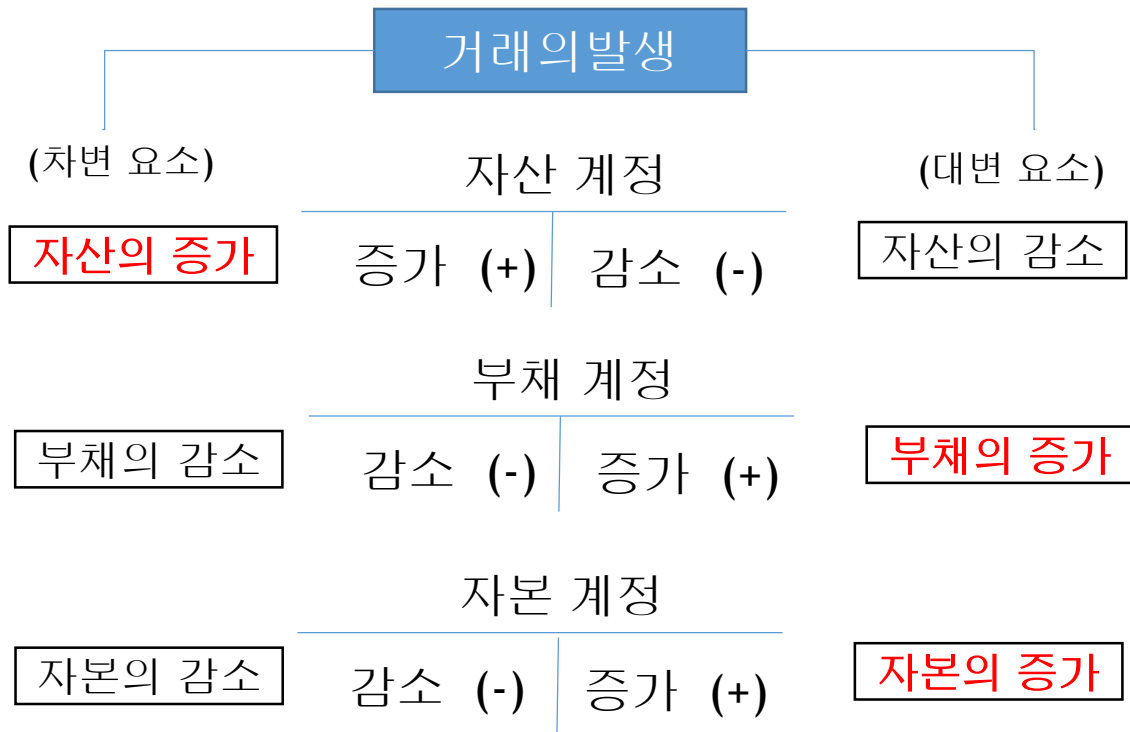 거래의발생
(차변 요소)
자산 계정
(대변 요소)
자산의 증가
증가 (+) 감소 (-)
자산의 감소
부채 계정
부채의 감소
감소 (-) 증가 (+)
부채의 증가
자본 계정
자본의 감소
감소 (-) 증가 (+)
자본의 증가